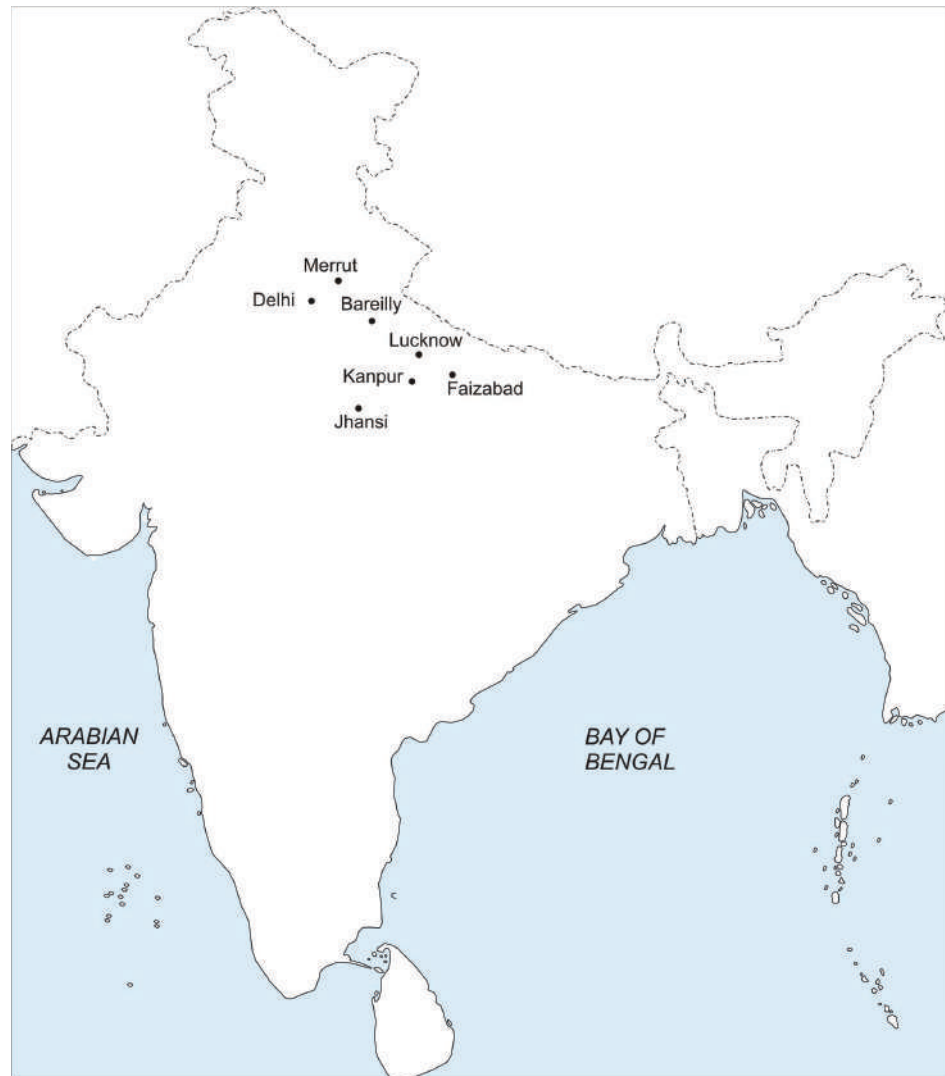 Merrut
Delhi
Bareilly
Lucknow
Kanpur
Faizabad
Jhansi
ARABIAN
SEA
BAY OF
BENGAL